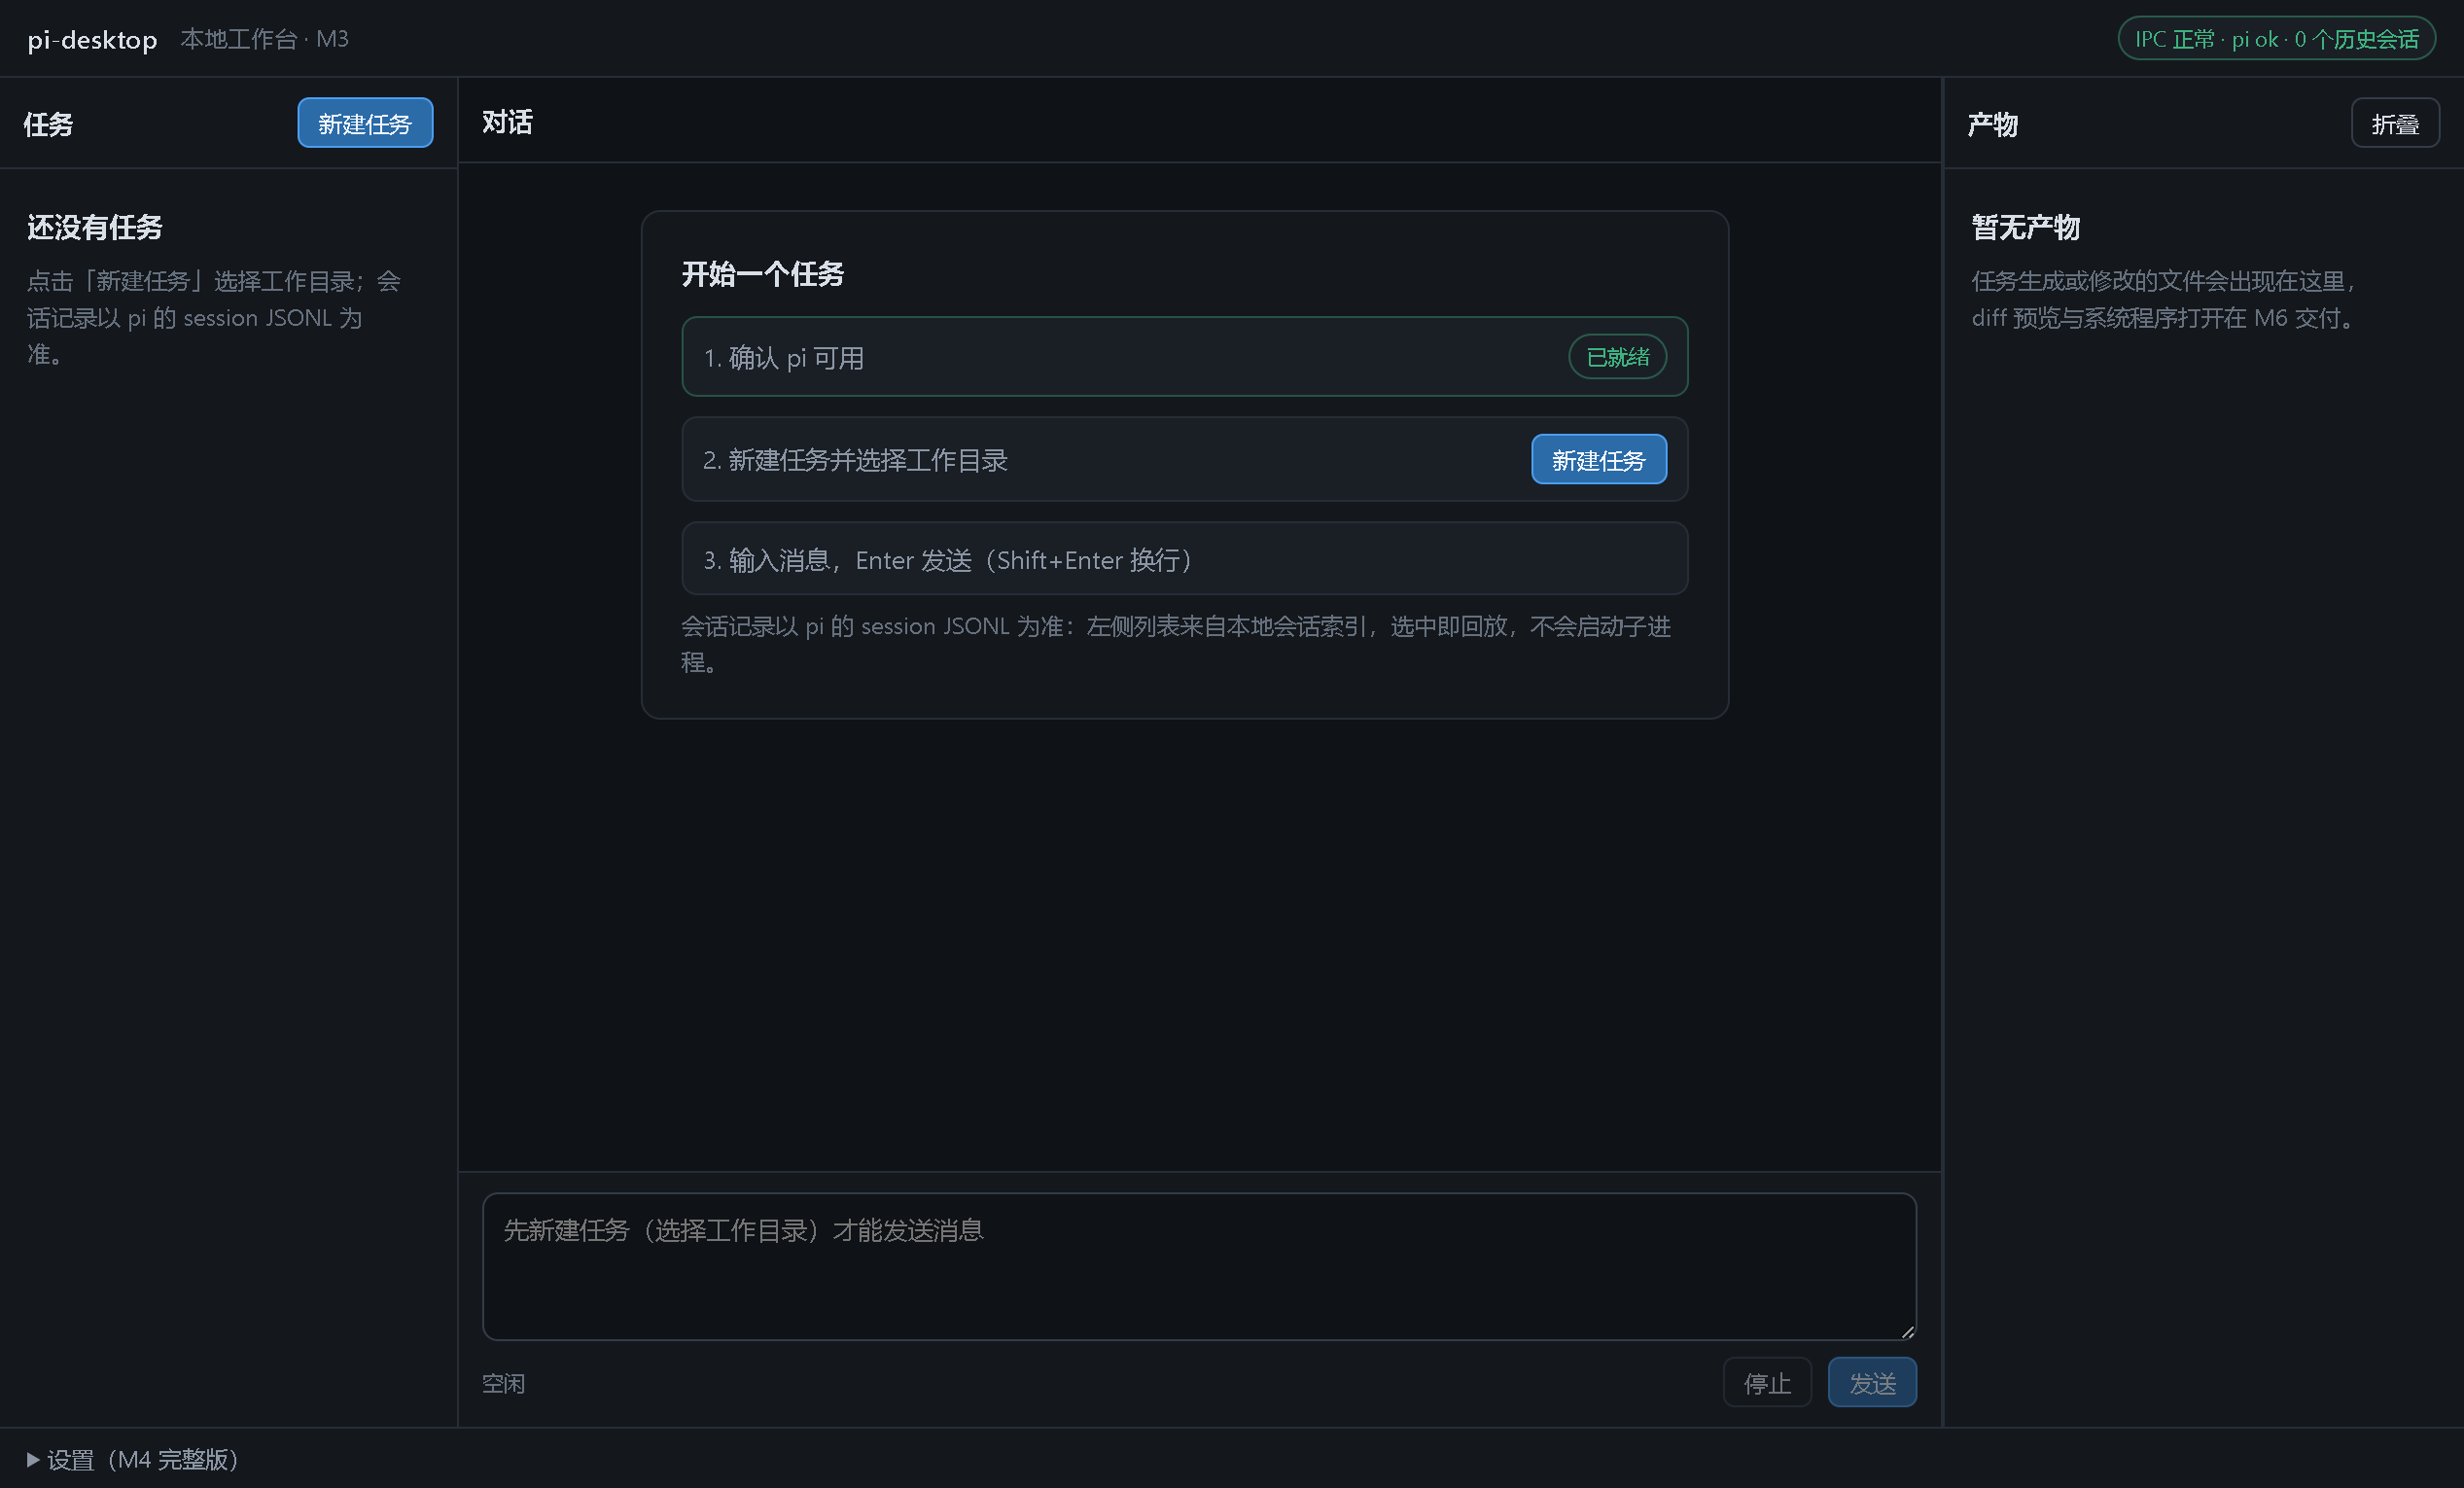 pi-desktop 本地工作台 · M3
IPC 正常 · pi ok · 0 个历史会话
任务
新建任务
还没有任务
点击「新建任务」选择工作目录；会
话记录以 pi 的 session JSONL 为
准。
对话
开始一个任务
1. 确认 pi 可用
已就绪
2. 新建任务并选择工作目录
新建任务
3. 输入消息，Enter 发送（Shift+Enter 换行）
会话记录以 pi 的 session JSONL 为准：左侧列表来自本地会话索引，选中即回放，不会启动子进
程。
先新建任务（选择工作目录）才能发送消息
空闲
停止
发送
产物
折叠
暂无产物
任务生成或修改的文件会出现在这里，
diff 预览与系统程序打开在 M6 交付。
▶ 设置（M4 完整版）